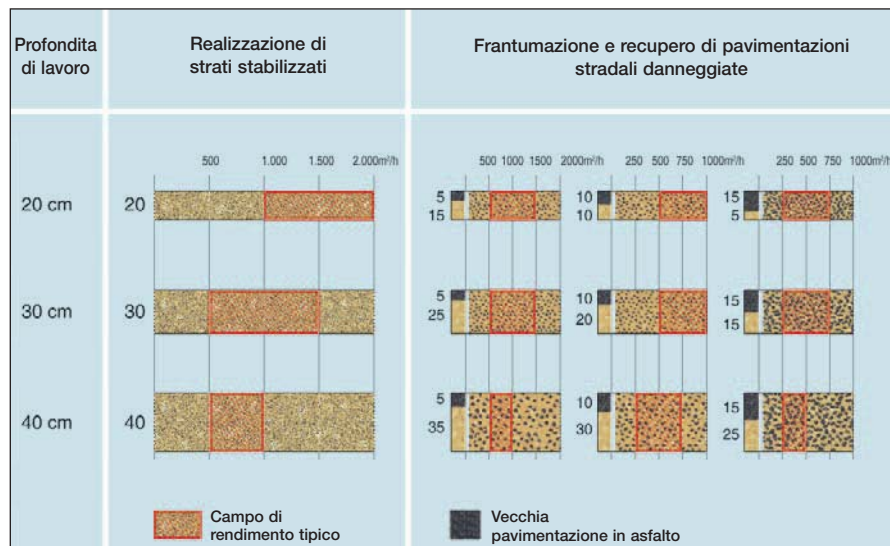 Profondita
di lavoro
Realizzazione di
strati stabilizzati
Frantumazione e recupero di pavimentazioni
stradali danneggiate
500 1.000 1.500 2.000m²/h
500 1000 1500 2000m²/h
250 500 750 1000m²/h
250 500 750 1000m²/h
20 cm
20
5
15
10
10
15
5
30 cm
30
5
25
10
20
15
15
40 cm
40
5
35
10
30
15
25
Campo di
rendimento tipico
Vecchia
pavimentazione in asfalto